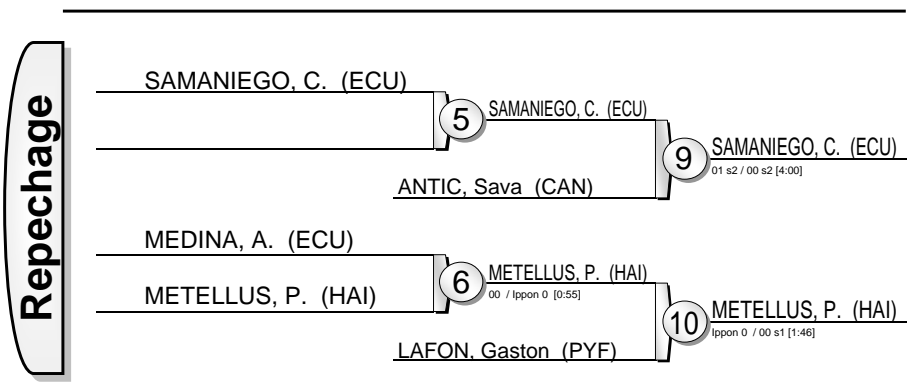 Repechage
SAMANIEGO, C. (ECU)
5
SAMANIEGO, C. (ECU)
ANTIC, Sava (CAN)
9
SAMANIEGO, C. (ECU)
01 s2 / 00 s2 [4:00]
MEDINA, A. (ECU)
METELLUS, P. (HAI)
6
METELLUS, P. (HAI)
00 / Ippon 0 [0:55]
LAFON, Gaston (PYF)
10
METELLUS, P. (HAI)
Ippon 0 / 00 s1 [1:46]